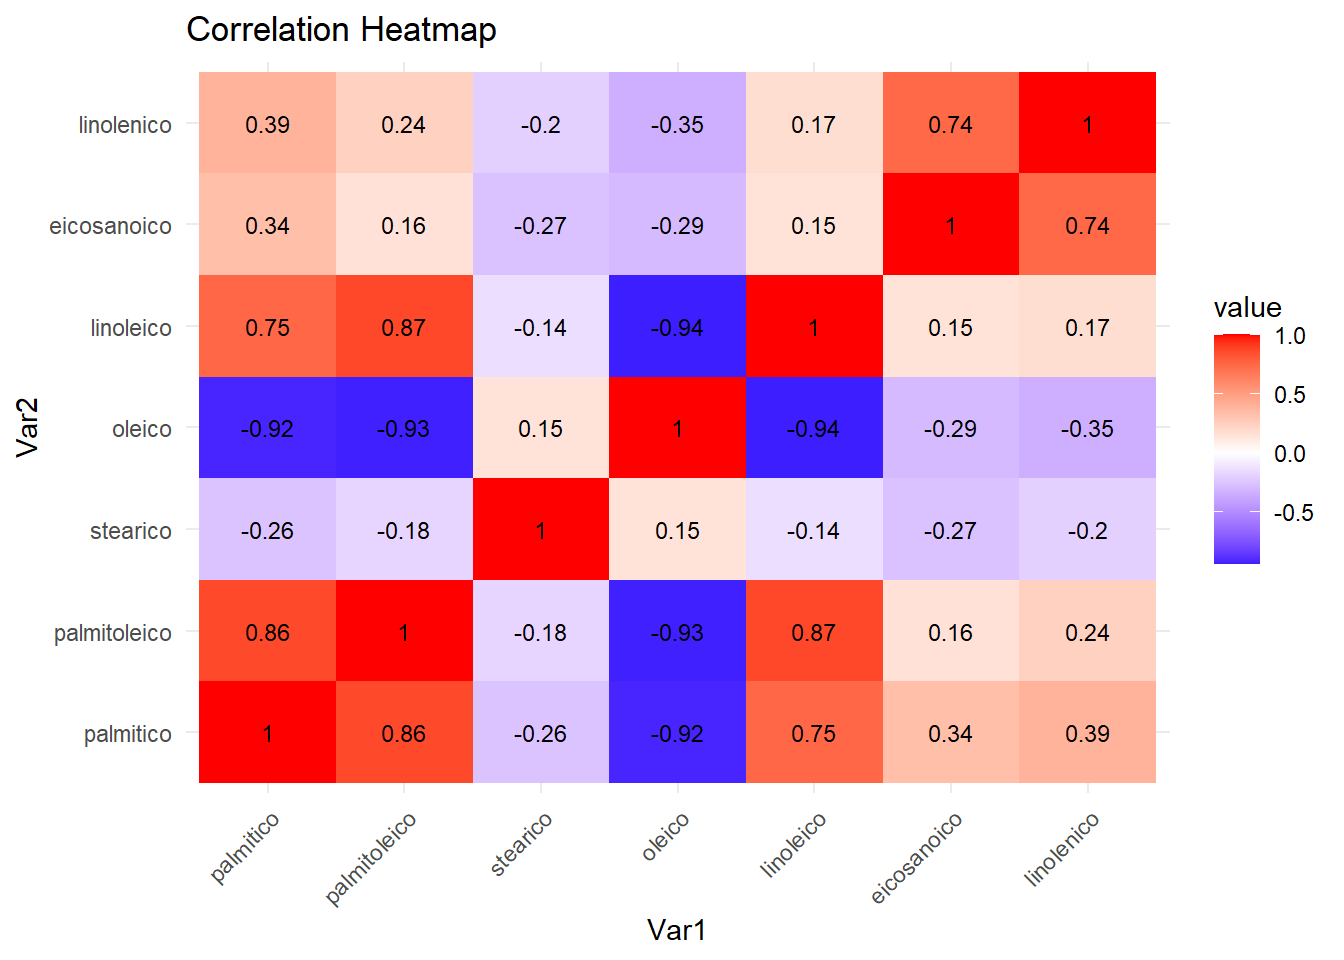 Correlation Heatmap
linolenico 0.39 0.24 -0.2 -0.35 0.17 0.74 1
eicosanoico 0.34 0.16 -0.27 -0.29 0.15 1 0.74
linoleico 0.75 0.87 -0.14 -0.94 1 0.15 0.17
oleico -0.92 -0.93 0.15 1 -0.94 -0.29 -0.35
stearico -0.26 -0.18 1 0.15 -0.14 -0.27 -0.2
palmitoleico 0.86 1 -0.18 -0.93 0.87 0.16 0.24
palmitico 1 0.86 -0.26 -0.92 0.75 0.34 0.39
palmitico palmitoleico stearico oleico linoleico eicosanoico linolenico
Var1
Var2
value
1.0
0.5
0.0
-0.5